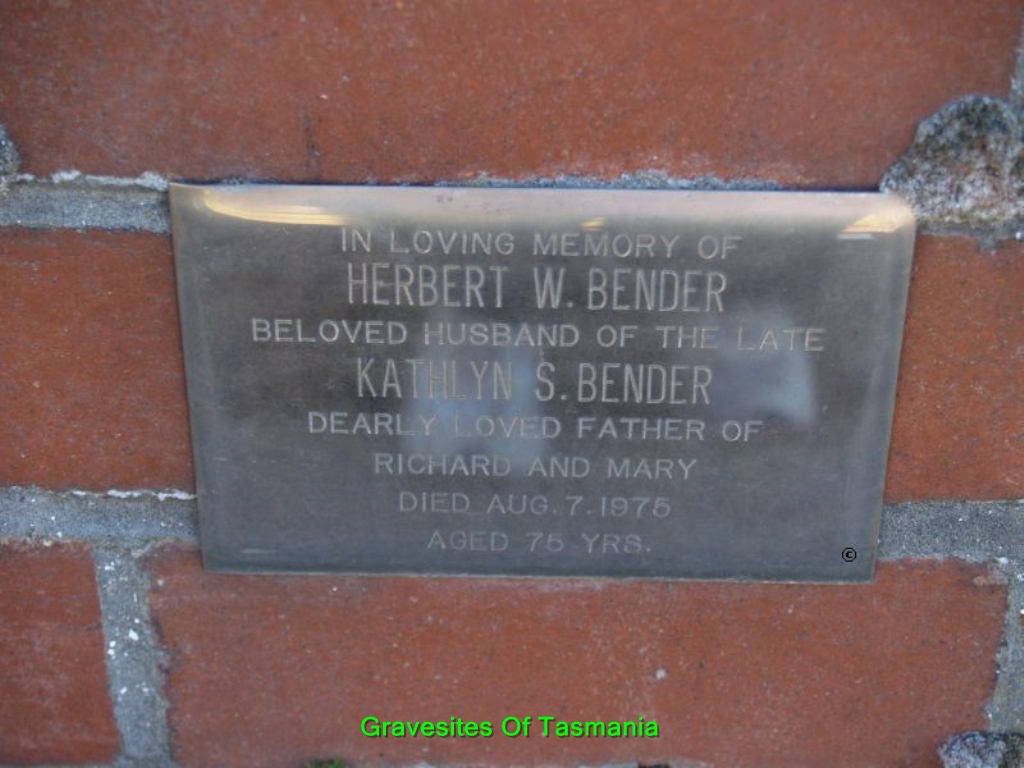 IN LOVING MEMORY OF
HERBERT W. BENDER
BELOVED HUSBAND OF THE LATE
KATHLYN S. BENDER
DEARLY LOVED FATHER OF
RICHARD AND MARY
DIED AUG. 7. 1975
AGED 75 YRS.
©
Gravesites Of Tasmania